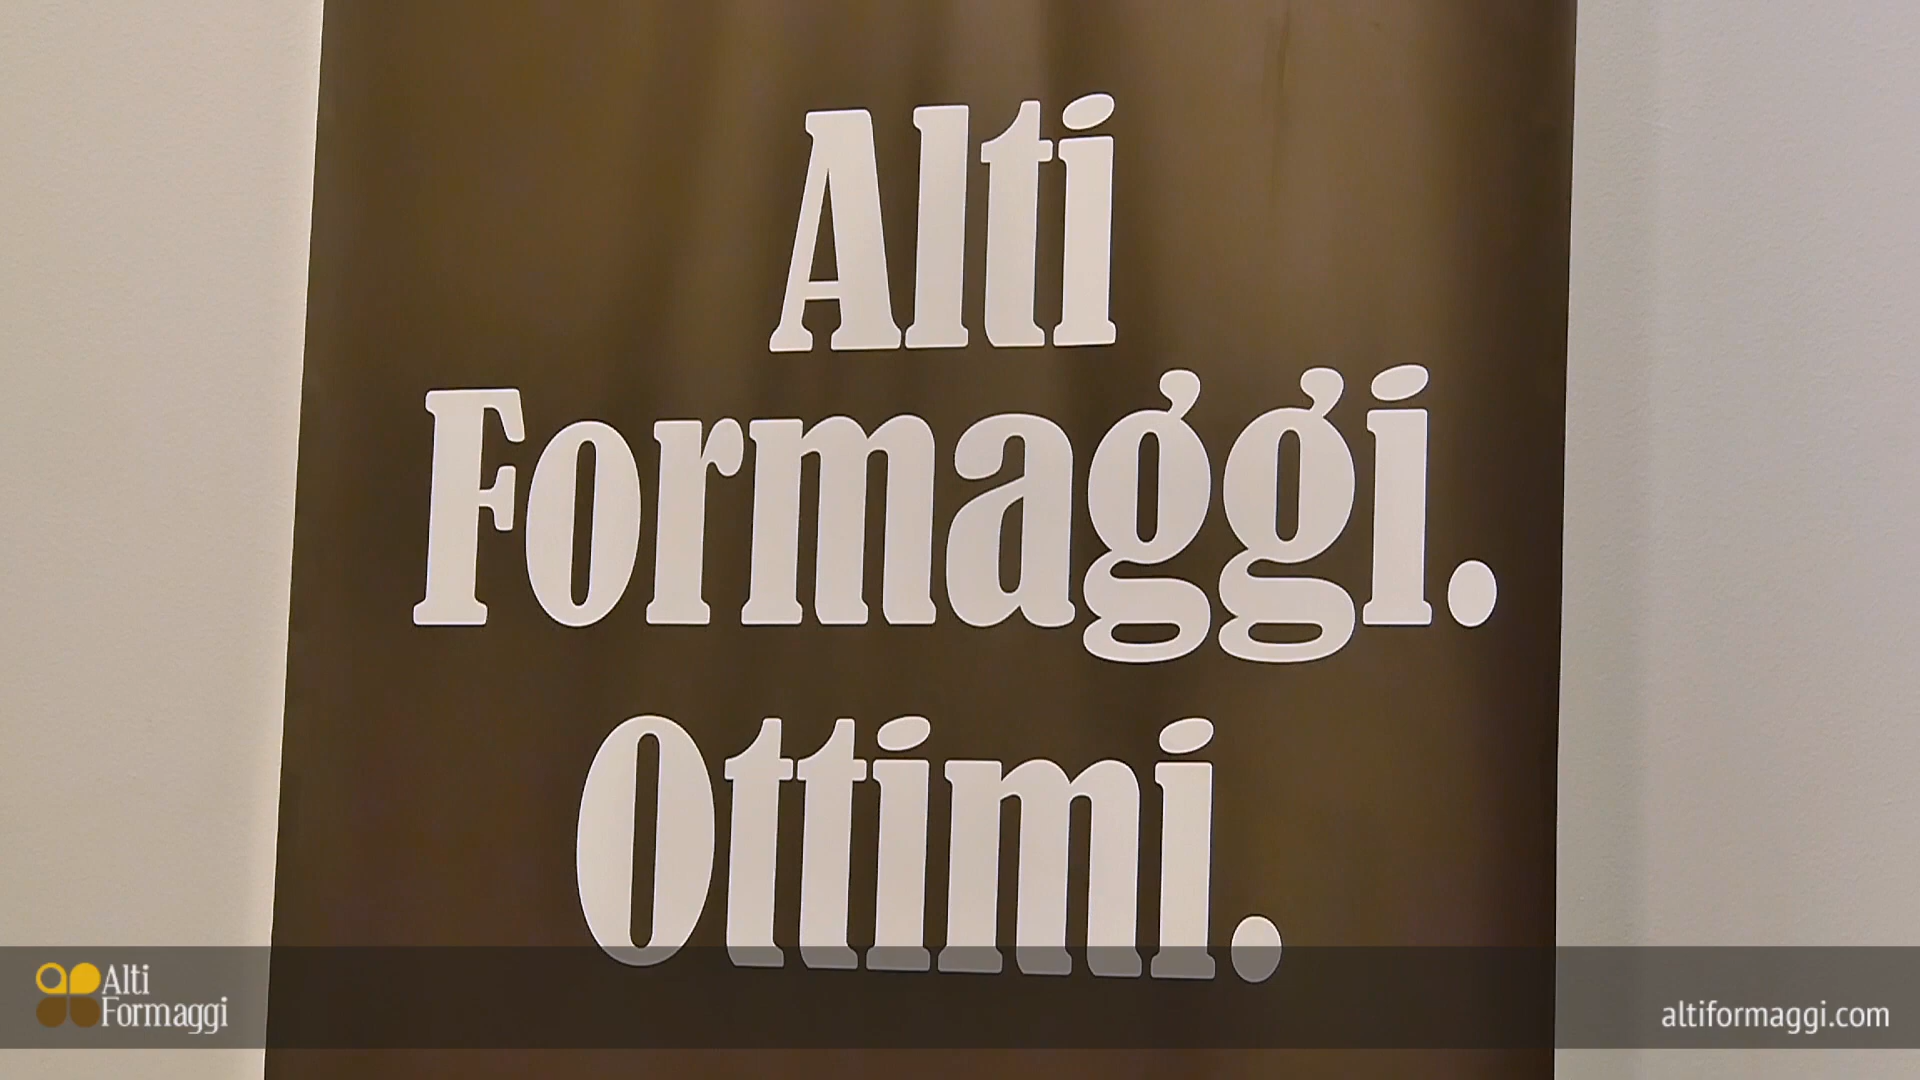 Alti
Formaggi.
Ottimi.
Alti
Formaggi
altiformaggi.com